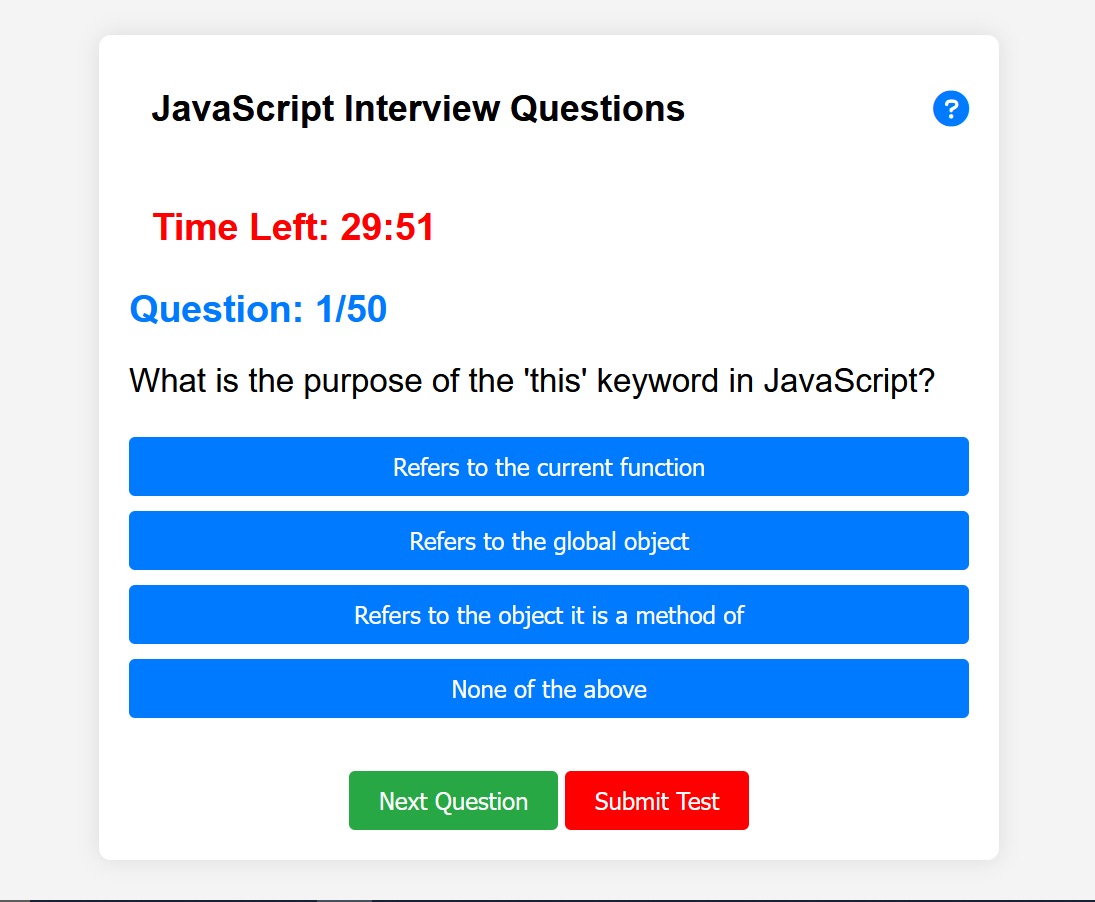 JavaScript Interview Questions
?
Time Left: 29:51
Question: 1/50
What is the purpose of the 'this' keyword in JavaScript?
Refers to the current function
Refers to the global object
Refers to the object it is a method of
None of the above
Next Question
Submit Test